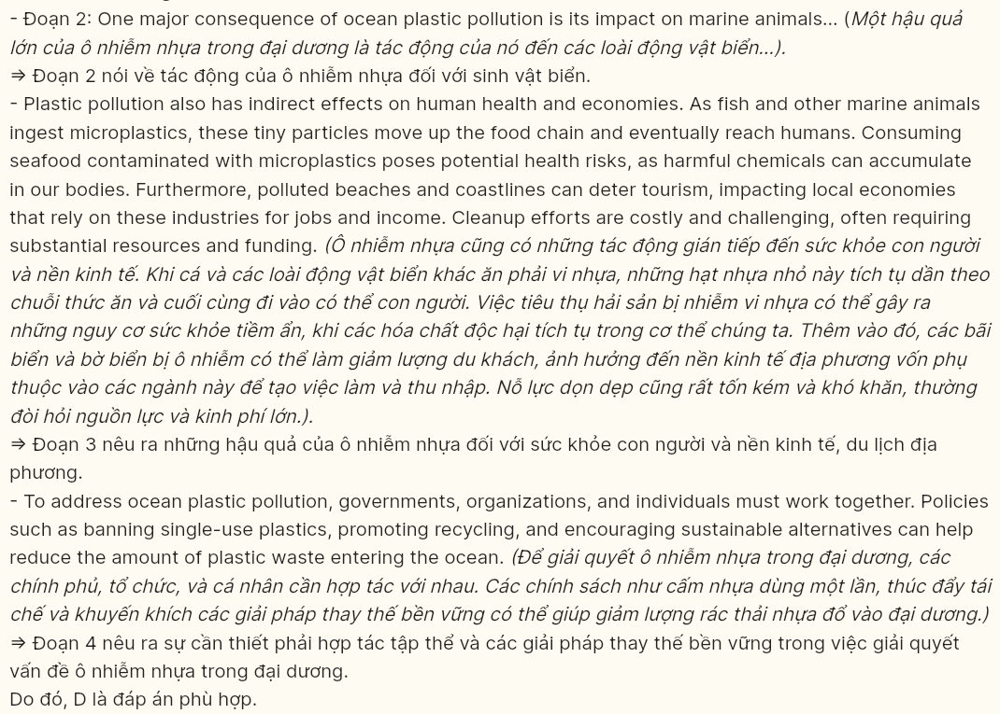 - Đoạn 2: One major consequence of ocean plastic pollution is its impact on marine animals... (Một hậu quả
lớn của ô nhiễm nhựa trong đại dương là tác động của nó đến các loài động vật biển...).
⇒ Đoạn 2 nói về tác động của ô nhiễm nhựa đối với sinh vật biển.
- Plastic pollution also has indirect effects on human health and economies. As fish and other marine animals
ingest microplastics, these tiny particles move up the food chain and eventually reach humans. Consuming
seafood contaminated with microplastics poses potential health risks, as harmful chemicals can accumulate
in our bodies. Furthermore, polluted beaches and coastlines can deter tourism, impacting local economies
that rely on these industries for jobs and income. Cleanup efforts are costly and challenging, often requiring
substantial resources and funding. (Ô nhiễm nhựa cũng có những tác động gián tiếp đến sức khỏe con người
và nền kinh tế. Khi cá và các loài động vật biển khác ăn phải vi nhựa, những hạt nhựa nhỏ này tích tụ dần theo
chuỗi thức ăn và cuối cùng đi vào có thể con người. Việc tiêu thụ hải sản bị nhiễm vi nhựa có thể gây ra
những nguy cơ sức khỏe tiềm ẩn, khi các hóa chất độc hại tích tụ trong cơ thể chúng ta. Thêm vào đó, các bãi
biển và bờ biển bị ô nhiễm có thể làm giảm lượng du khách, ảnh hưởng đến nền kinh tế địa phương vốn phụ
thuộc vào các ngành này để tạo việc làm và thu nhập. Nỗ lực dọn dẹp cũng rất tốn kém và khó khăn, thường
đòi hỏi nguồn lực và kinh phí lớn.).
⇒ Đoạn 3 nêu ra những hậu quả của ô nhiễm nhựa đối với sức khỏe con người và nền kinh tế, du lịch địa
phương.
- To address ocean plastic pollution, governments, organizations, and individuals must work together. Policies
such as banning single-use plastics, promoting recycling, and encouraging sustainable alternatives can help
reduce the amount of plastic waste entering the ocean. (Để giải quyết ô nhiễm nhựa trong đại dương, các
chính phủ, tổ chức, và cá nhân cần hợp tác với nhau. Các chính sách như cấm nhựa dùng một lần, thúc đẩy tái
chế và khuyến khích các giải pháp thay thế bền vững có thể giúp giảm lượng rác thải nhựa đổ vào đại dương.)
⇒ Đoạn 4 nêu ra sự cần thiết phải hợp tác tập thể và các giải pháp thay thế bền vững trong việc giải quyết
vấn đề ô nhiễm nhựa trong đại dương.
Do đó, D là đáp án phù hợp.